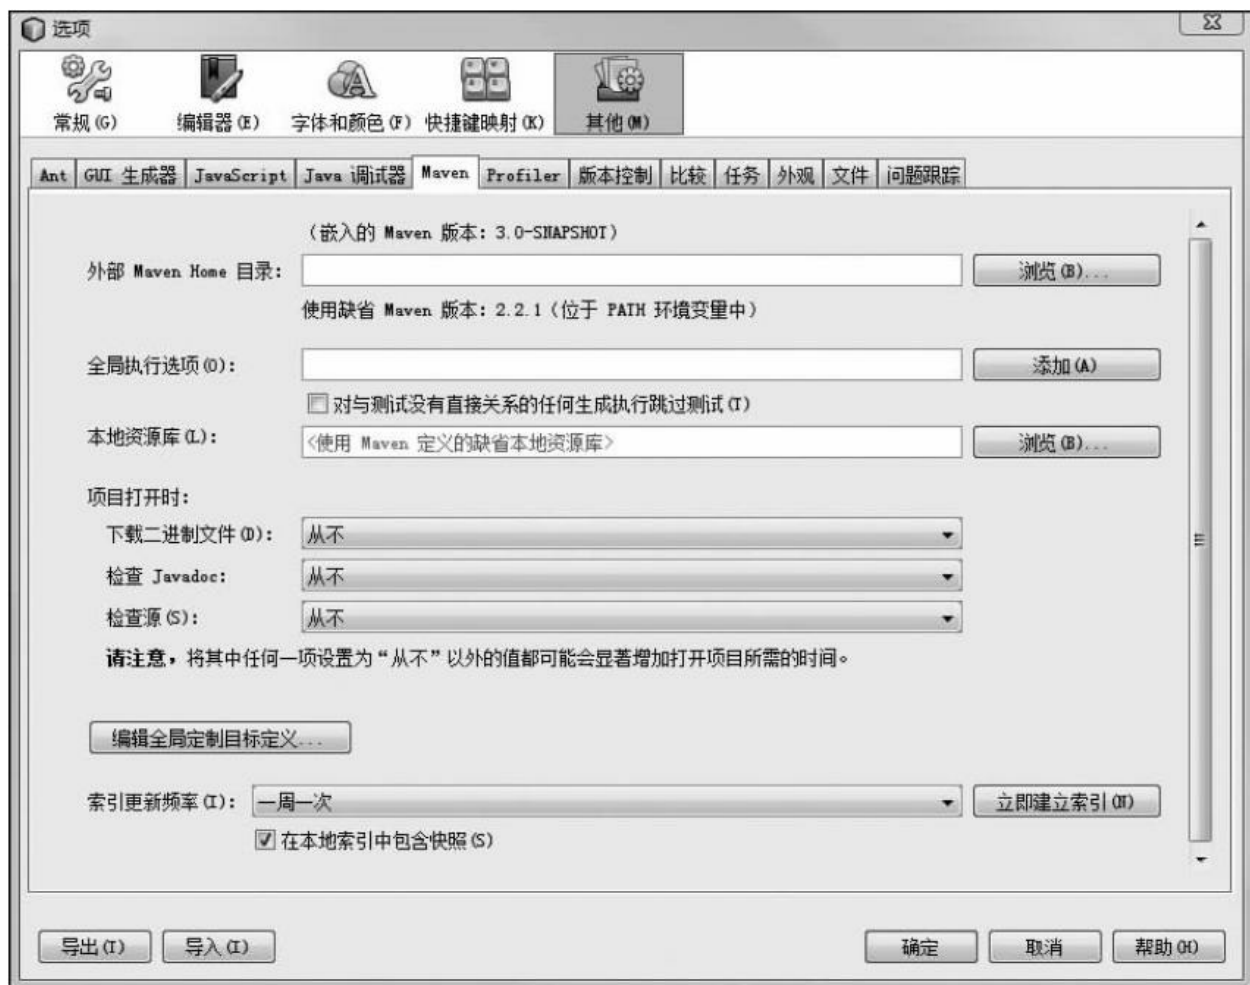 选项
常规(G) 编辑器(E) 字体和颜色(F) 快捷键映射(K) 其他(M)
Ant GUI 生成器 JavaScript Java 调试器 Maven Profiler 版本控制 比较 任务 外观 文件 问题跟踪
(嵌入的 Maven 版本: 3.0-SNAPSHOT)
外部 Maven Home 目录: 浏览(B)...
使用缺省 Maven 版本: 2.2.1(位于 PATH 环境变量中)
全局执行选项(O): 添加(A)
对与测试没有直接关系的任何生成执行跳过测试(T)
本地资源库(L): <使用 Maven 定义的缺省本地资源库> 浏览(B)...
项目打开时:
下载二进制文件(D): 从不
检查 Javadoc: 从不
检查源(S): 从不
请注意，将其中任何一项设置为“从不”以外的值都可能会显著增加打开项目所需的时间。
编辑全局定制目标定义...
索引更新频率(I): 一周一次 立即建立索引(N)
在本地索引中包含快照(S)
导出(T) 导入(I) 确定 取消 帮助(H)